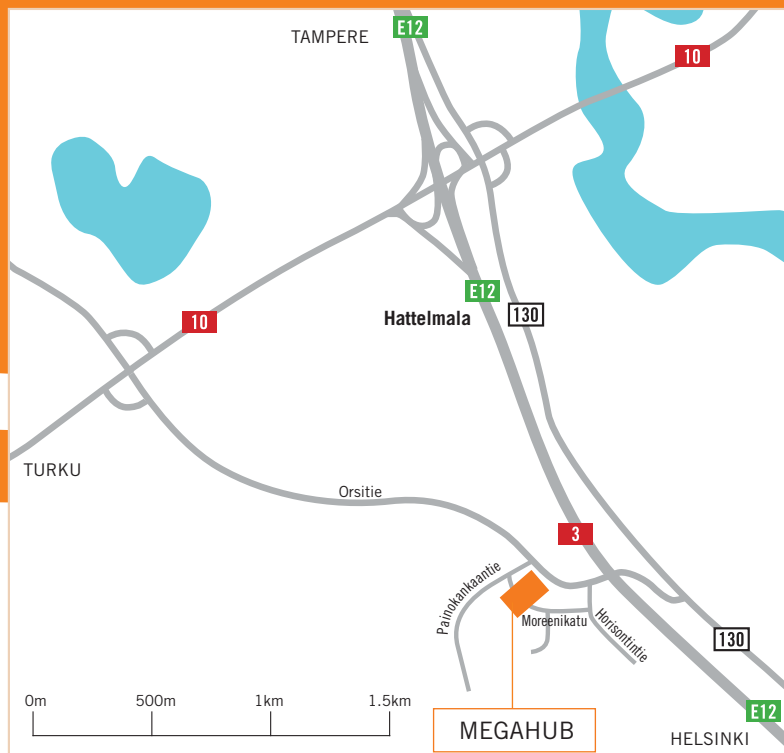 E12
TAMPERE
10
E12
Hattelmala
130
10
TURKU
Orsitie
3
Painokankaantie
Moreenikatu
Horisontintie
130
0m
500m
1km
1.5km
E12
MEGAHUB
HELSINKI